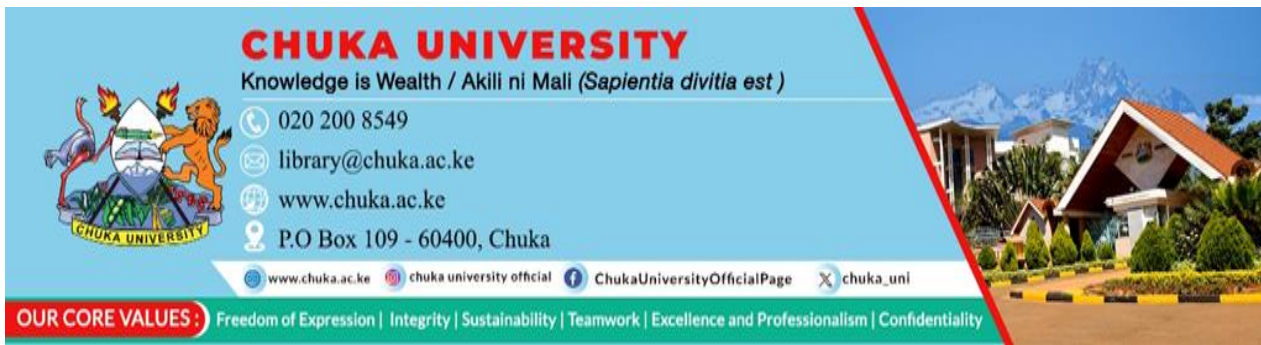 CHUKA UNIVERSITY
Knowledge is Wealth / Akili ni Mali (Sapientia divitia est )
020 200 8549
library@chuka.ac.ke
www.chuka.ac.ke
P.O Box 109 - 60400, Chuka
CHUKA UNIVERSITY
www.chuka.ac.ke chuka university official ChukaUniversityOfficialPage chuka_uni
OUR CORE VALUES : Freedom of Expression | Integrity | Sustainability | Teamwork | Excellence and Professionalism | Confidentiality